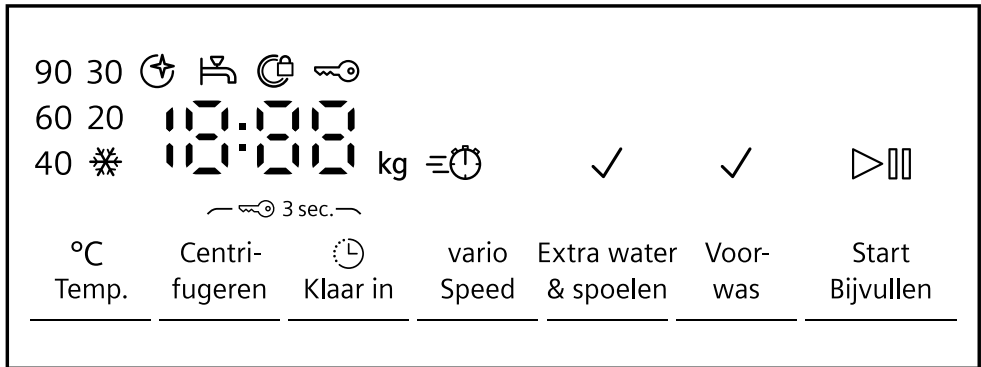 90 30
60 20
18:88
40 kg
3 sec.
°C Centri- vario Extra water Voor- Start
Temp. fugeren Klaar in Speed & spoelen was Bijvullen